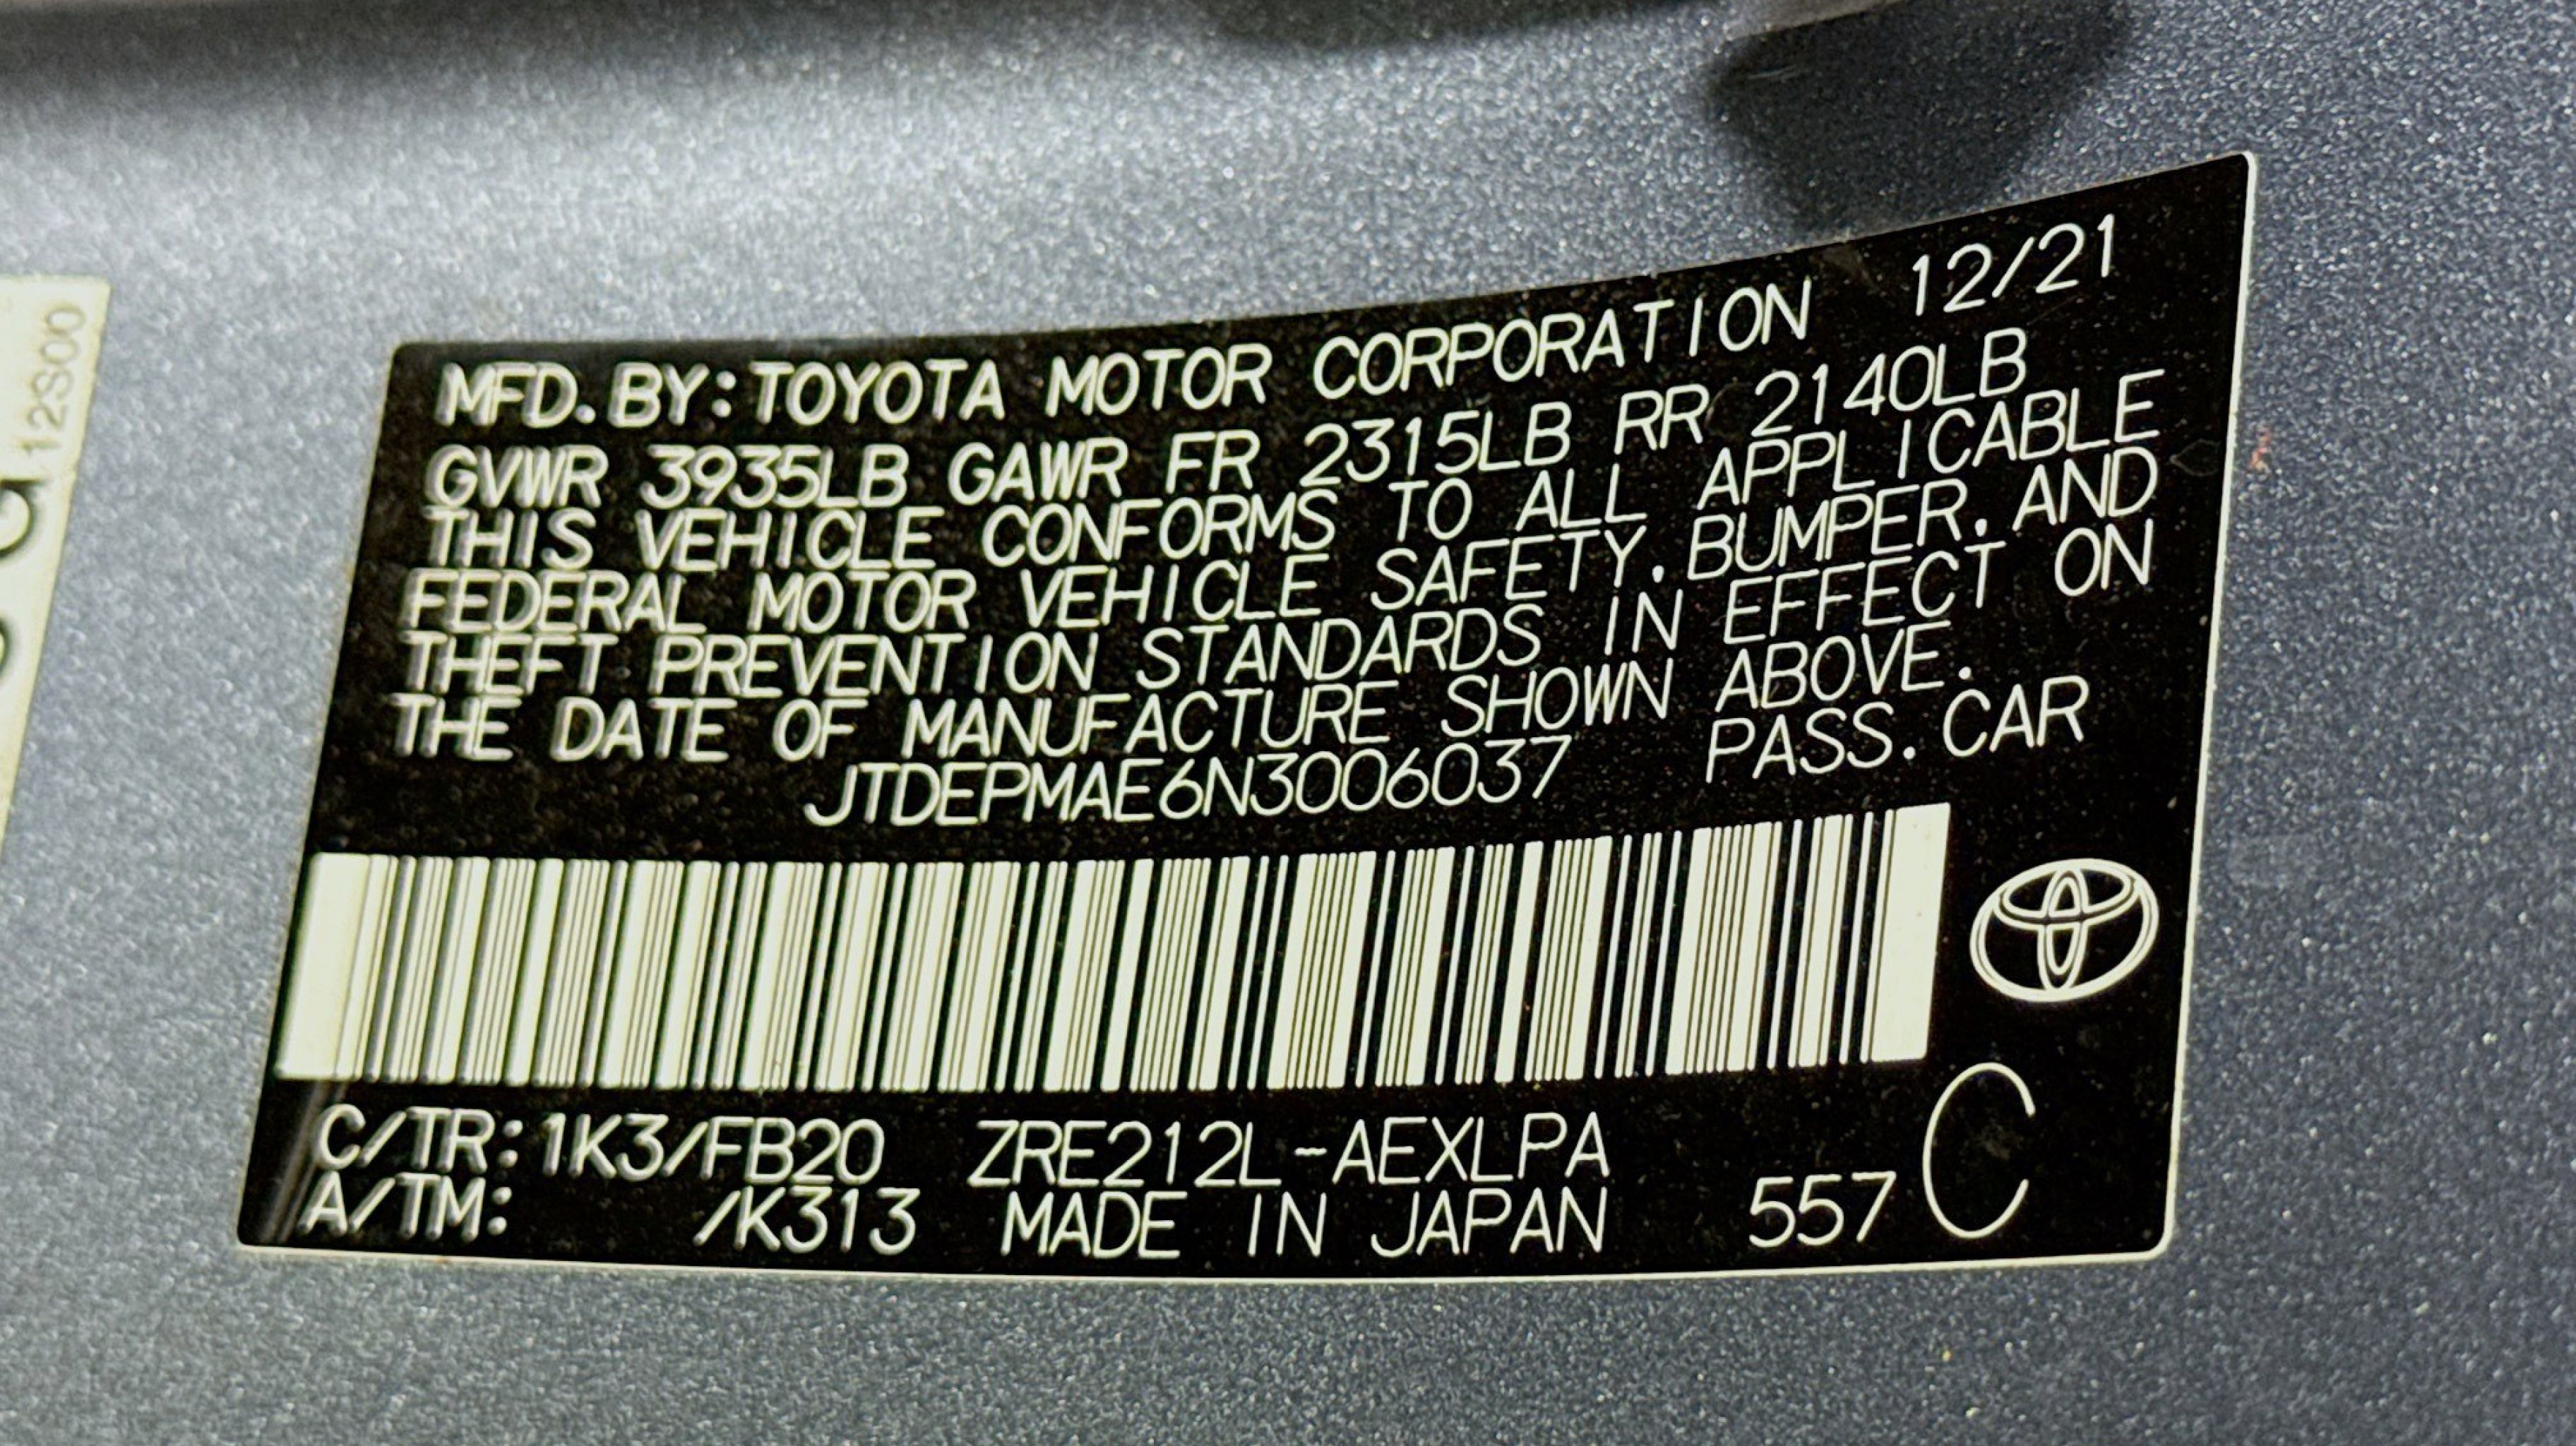 MFD. BY: TOYOTA MOTOR CORPORATION 12/21
GVWR 3935LB GAWR FR 2315LB RR 2140LB
THIS VEHICLE CONFORMS TO ALL APPLICABLE
FEDERAL MOTOR VEHICLE SAFETY, BUMPER, AND
THEFT PREVENTION STANDARDS IN EFFECT ON
THE DATE OF MANUFACTURE SHOWN ABOVE.
JTDEPMAE6N3006037 PASS. CAR
C/TR: 1K3/FB20 ZRE212L-AEXLPA
A/TM: /K313 MADE IN JAPAN 557 C
12S00